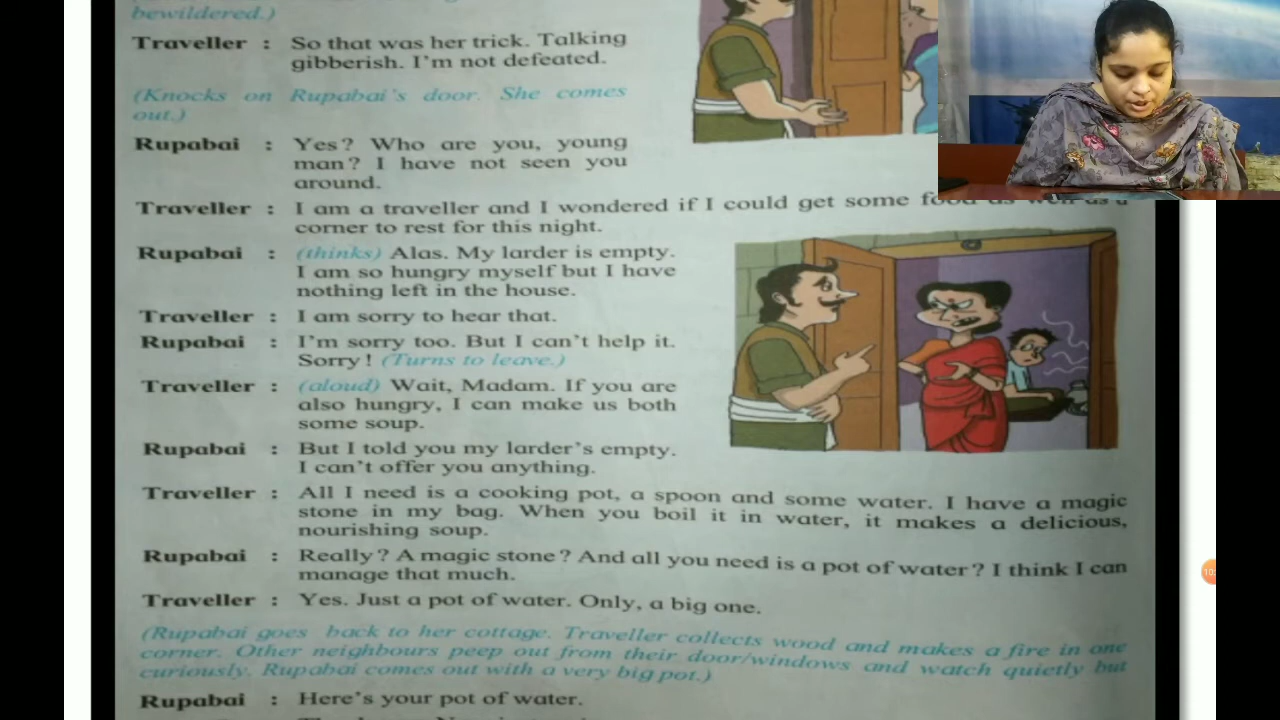 bewildered.)
Traveller : So that was her trick. Talking
gibberish. I'm not defeated.
(Knocks on Rupabai's door. She comes
out.)
Rupabai : Yes? Who are you, young
man? I have not seen you
around.
Traveller : I am a traveller and I wondered if I could get some food as well as a
corner to rest for this night.
Rupabai : (thinks) Alas. My larder is empty.
I am so hungry myself but I have
nothing left in the house.
Traveller : I am sorry to hear that.
Rupabai : I'm sorry too. But I can't help it.
Sorry! (Turns to leave.)
Traveller : (aloud) Wait, Madam. If you are
also hungry, I can make us both
some soup.
Rupabai : But I told you my larder's empty.
I can't offer you anything.
Traveller : All I need is a cooking pot, a spoon and some water. I have a magic
stone in my bag. When you boil it in water, it makes a delicious,
nourishing soup.
Rupabai : Really? A magic stone? And all you need is a pot of water? I think I can
manage that much.
Traveller : Yes. Just a pot of water. Only, a big one.
(Rupabai goes back to her cottage. Traveller collects wood and makes a fire in one
corner. Other neighbours peep out from their door/windows and watch quietly but
curiously. Rupabai comes out with a very big pot.)
Rupabai : Here's your pot of water.